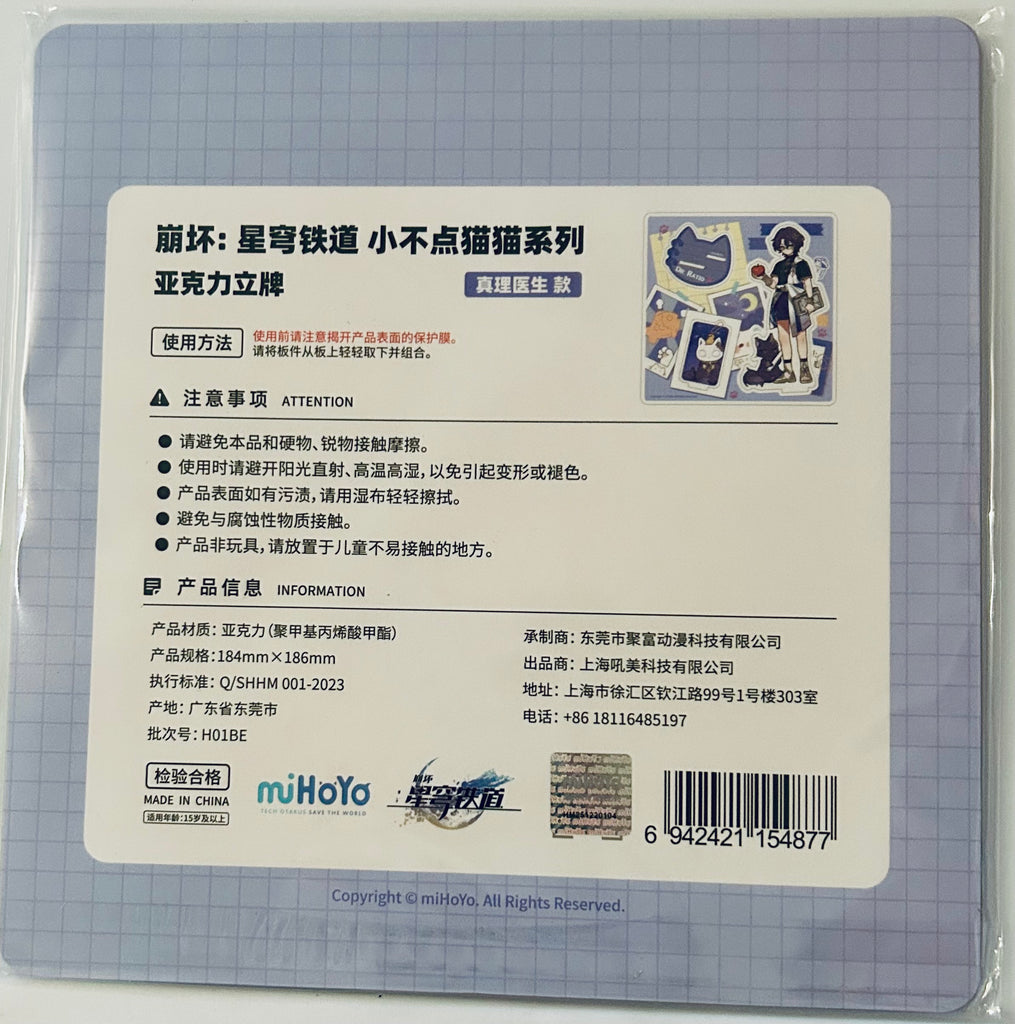 崩坏：星穹铁道 小不点猫猫系列
亚克力立牌
真理医生 款
DR. RATIO
使用方法
使用前请注意揭开产品表面的保护膜。
请将板件从板上轻轻取下并组合。
注意事项 ATTENTION
● 请避免本品和硬物、锐物接触摩擦。
● 使用时请避开阳光直射、高温高湿，以免引起变形或褪色。
● 产品表面如有污渍，请用湿布轻轻擦拭。
● 避免与腐蚀性物质接触。
● 产品非玩具，请放置于儿童不易接触的地方。
产品信息 INFORMATION
产品材质：亚克力（聚甲基丙烯酸甲酯）
产品规格：184mm×186mm
执行标准：Q/SHHM 001-2023
产地：广东省东莞市
批次号：H01BE
承制商：东莞市聚富动漫科技有限公司
出品商：上海吼美科技有限公司
地址：上海市徐汇区钦江路99号1号楼303室
电话：+86 18116485197
检验合格
MADE IN CHINA
适用年龄：15岁及以上
miHoYo
TECH OTAKUS SAVE THE WORLD
崩坏
：星穹铁道
6 942421 154877
Copyright © miHoYo. All Rights Reserved.